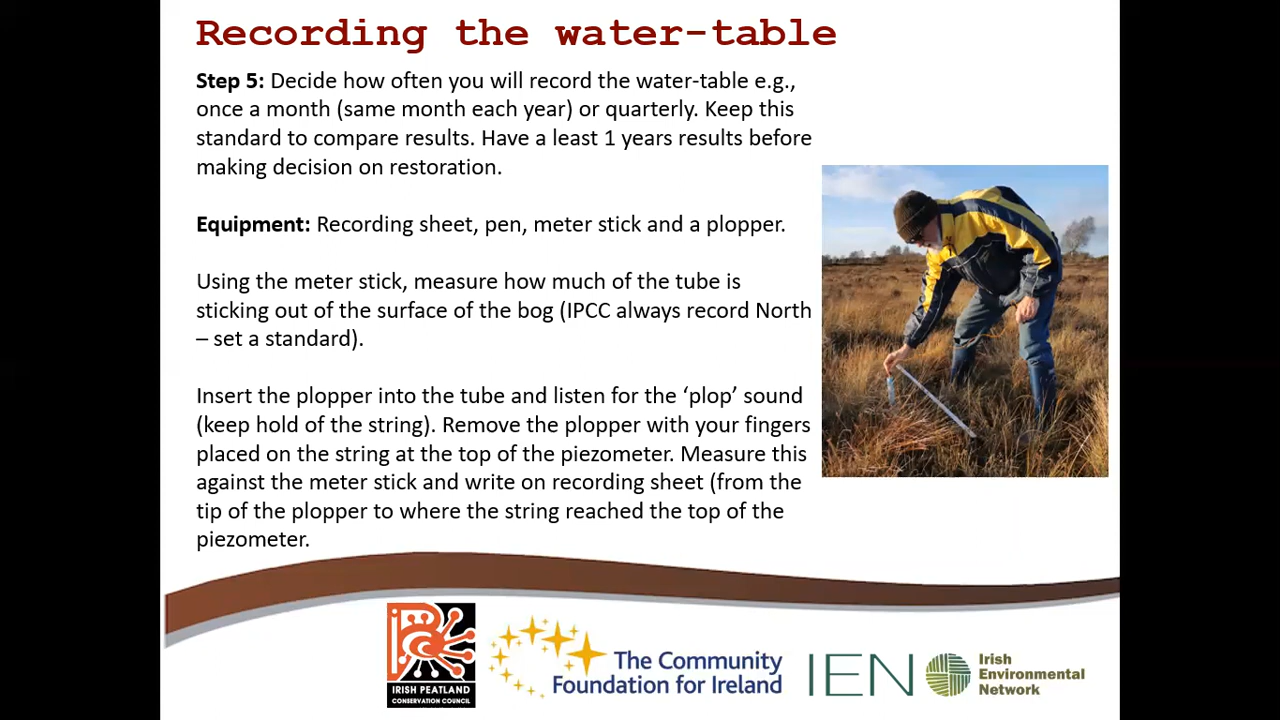 Recording the water-table
Step 5: Decide how often you will record the water-table e.g.,
once a month (same month each year) or quarterly. Keep this
standard to compare results. Have a least 1 years results before
making decision on restoration.
Equipment: Recording sheet, pen, meter stick and a plopper.
Using the meter stick, measure how much of the tube is
sticking out of the surface of the bog (IPCC always record North
– set a standard).
Insert the plopper into the tube and listen for the ‘plop’ sound
(keep hold of the string). Remove the plopper with your fingers
placed on the string at the top of the piezometer. Measure this
against the meter stick and write on recording sheet (from the
tip of the plopper to where the string reached the top of the
piezometer.
IRISH PEATLAND
CONSERVATION COUNCIL
The Community
Foundation for Ireland
IEN
Irish
Environmental
Network